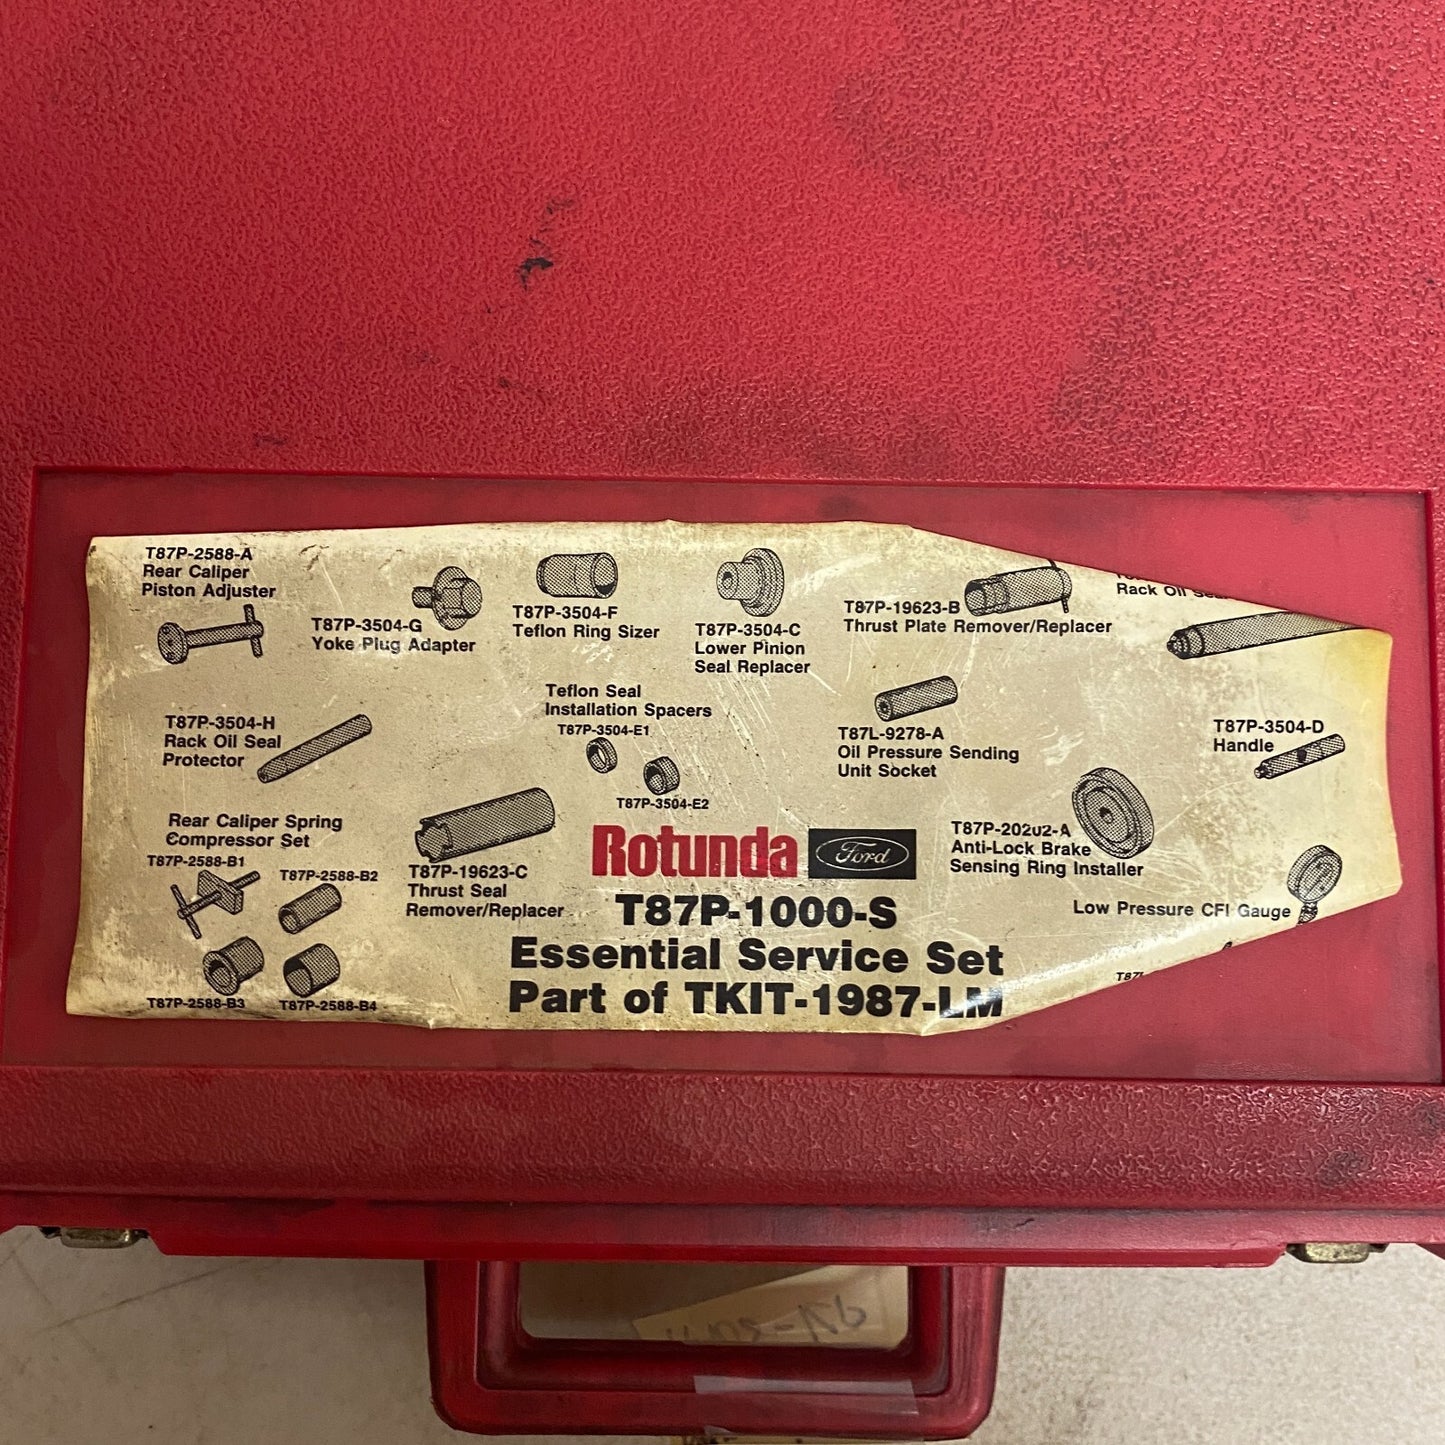 T87P-2588-A
Rear Caliper
Piston Adjuster
T87P-3504-G
Yoke Plug Adapter
T87P-3504-F
Teflon Ring Sizer
T87P-3504-C
Lower Pinion
Seal Replacer
T87P-19623-B
Thrust Plate Remover/Replacer
Rack Oil
T87P-3504-H
Rack Oil Seal
Protector
Teflon Seal
Installation Spacers
T87P-3504-E1
T87P-3504-E2
T87L-9278-A
Oil Pressure Sending
Unit Socket
T87P-3504-D
Handle
Rear Caliper Spring
Compressor Set
T87P-2588-B1
T87P-2588-B2
T87P-2588-B3
T87P-2588-B4
T87P-19623-C
Thrust Seal
Remover/Replacer
T87P-20202-A
Anti-Lock Brake
Sensing Ring Installer
Low Pressure CFI Gauge
T87L
Rotunda
Ford
T87P-1000-S
Essential Service Set
Part of TKIT-1987-LM